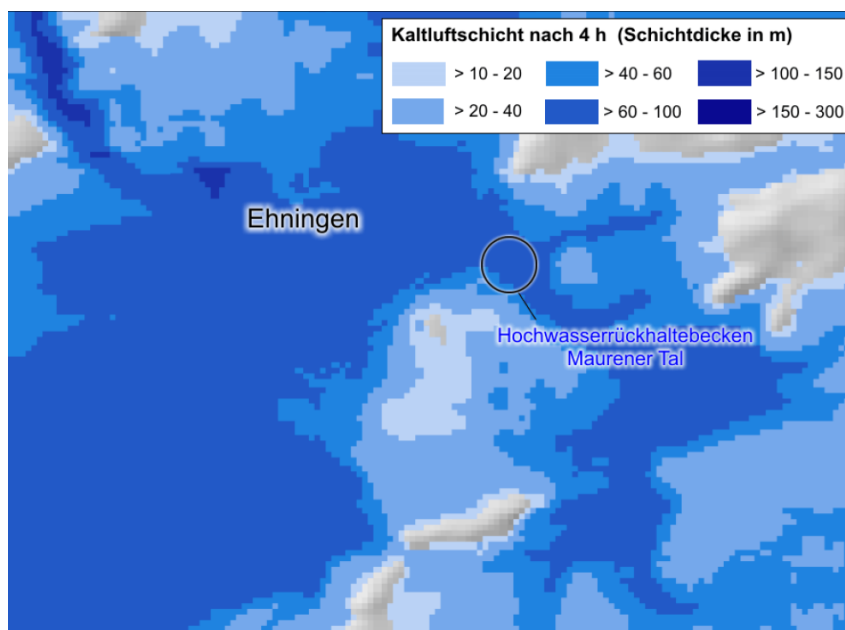 Kaltluftschicht nach 4 h (Schichtdicke in m)
> 10 - 20
> 40 - 60
> 100 - 150
> 20 - 40
> 60 - 100
> 150 - 300
Ehningen
Hochwasserrückhaltebecken
Maurener Tal